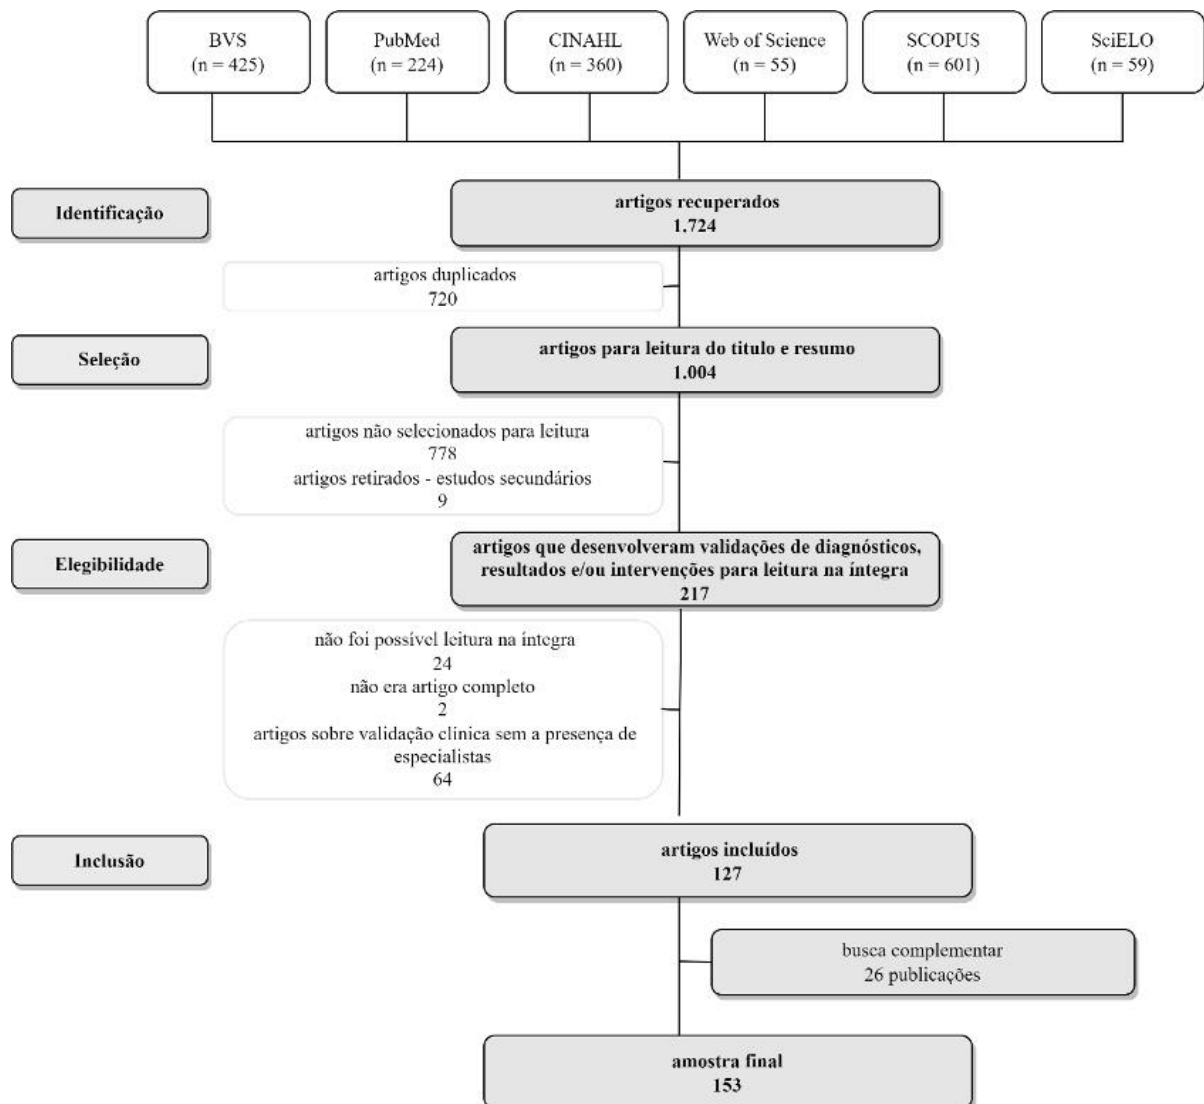 BVS
(n = 425)
PubMed
(n = 224)
CINAHL
(n = 360)
Web of Science
(n = 55)
SCOPUS
(n = 601)
SciELO
(n = 59)
Identificação
artigos recuperados
1.724
artigos duplicados
720
Seleção
artigos para leitura do titulo e resumo
1.004
artigos não selecionados para leitura
778
artigos retirados - estudos secundários
9
Elegibilidade
artigos que desenvolveram validações de diagnósticos,
resultados e/ou intervenções para leitura na íntegra
217
não foi possível leitura na íntegra
24
não era artigo completo
2
artigos sobre validação clínica sem a presença de
especialistas
64
Inclusão
artigos incluídos
127
busca complementar
26 publicações
amostra final
153